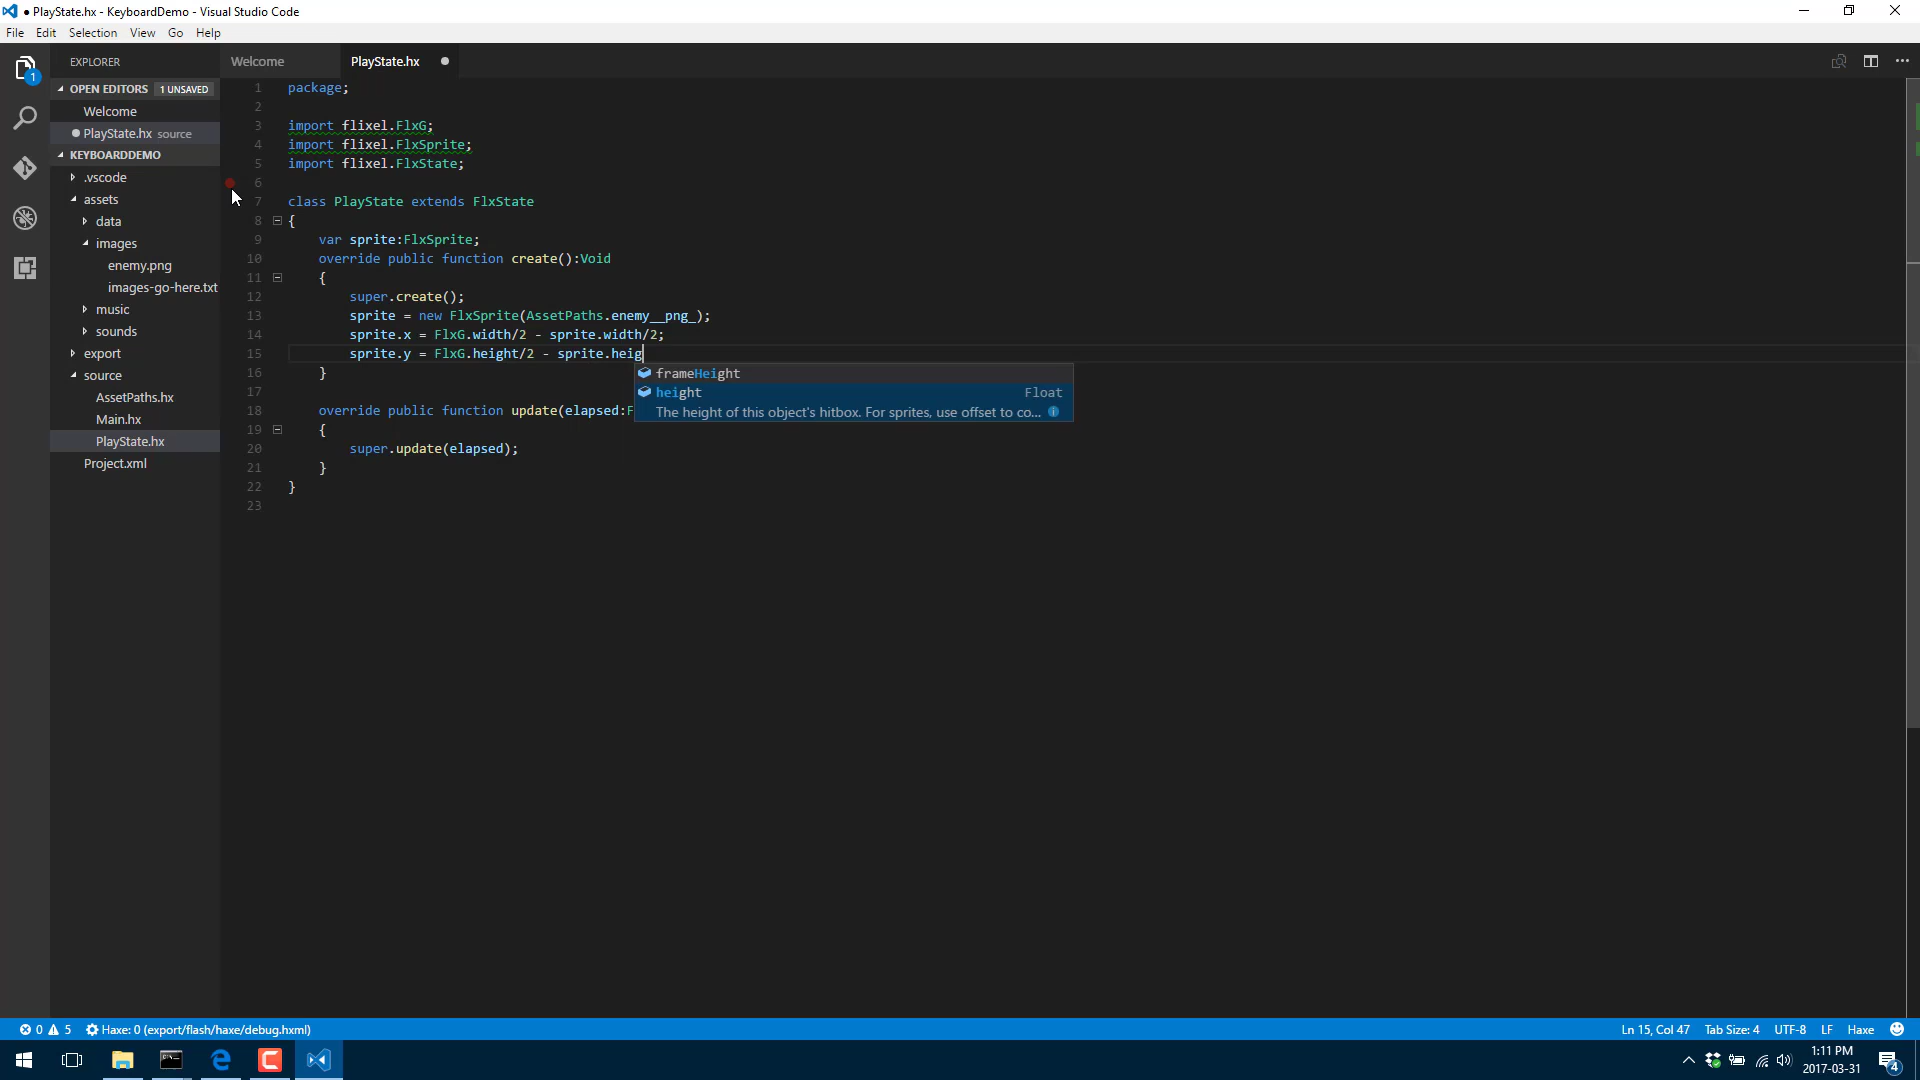 ● PlayState.hx - KeyboardDemo - Visual Studio Code
File Edit Selection View Go Help
EXPLORER
OPEN EDITORS 1 UNSAVED
Welcome
PlayState.hx source
KEYBOARDDEMO
.vscode
assets
data
images
enemy.png
images-go-here.txt
music
sounds
export
source
AssetPaths.hx
Main.hx
PlayState.hx
Project.xml
1
Welcome PlayState.hx
1 package;
2
3 import flixel.FlxG;
4 import flixel.FlxSprite;
5 import flixel.FlxState;
6
7 class PlayState extends FlxState
8 {
9 var sprite:FlxSprite;
10 override public function create():Void
11 {
12 super.create();
13 sprite = new FlxSprite(AssetPaths.enemy__png_);
14 sprite.x = FlxG.width/2 - sprite.width/2;
15 sprite.y = FlxG.height/2 - sprite.heig
16 }
17
18 override public function update(elapsed:F
19 {
20 super.update(elapsed);
21 }
22 }
23
frameHeight
height Float
The height of this object's hitbox. For sprites, use offset to co...
0 5 Haxe: 0 (export/flash/haxe/debug.hxml) Ln 15, Col 47 Tab Size: 4 UTF-8 LF Haxe
1:11 PM
2017-03-31
4